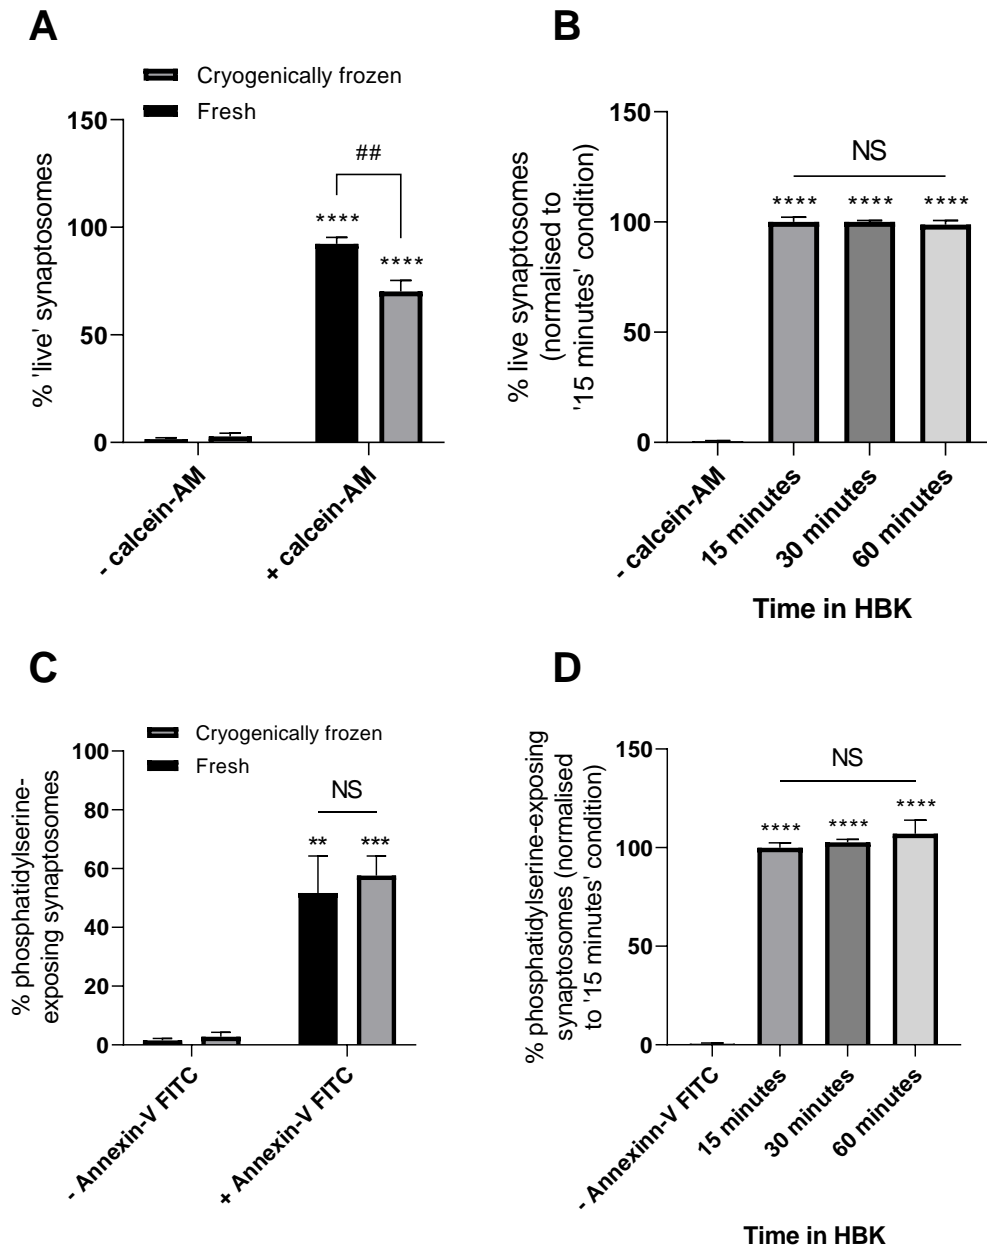 A
Cryogenically frozen
Fresh
% 'live' synaptosomes
150
100
50
0
##
****
****
- calcein-AM
+ calcein-AM
B
% live synaptosomes
(normalised to
'15 minutes' condition)
150
100
50
0
NS
****
****
****
- calcein-AM
15 minutes
30 minutes
60 minutes
Time in HBK
C
Cryogenically frozen
Fresh
% phosphatidylserine-
exposing synaptosomes
100
80
60
40
20
0
NS
**
***
- Annexin-V FITC
+ Annexin-V FITC
D
% phosphatidylserine-exposing
synaptosomes (normalised
to '15 minutes' condition)
150
100
50
0
NS
****
****
****
- Annexinn-V FITC
15 minutes
30 minutes
60 minutes
Time in HBK